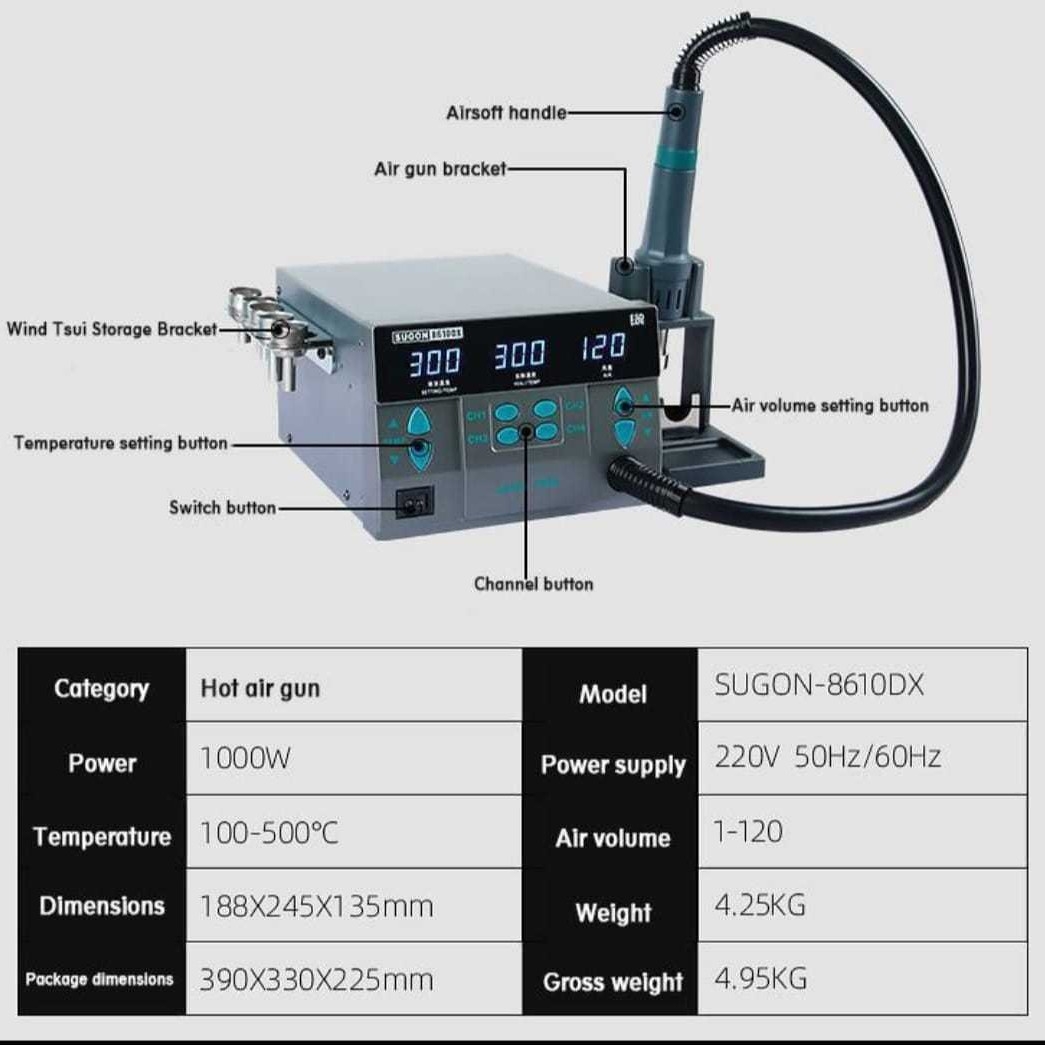 Airsoft handle
Air gun bracket
Wind Tsui Storage Bracket
SUGON 8610DX
300 300 120
CH1 CH2
CH3 CH4
Air volume setting button
Temperature setting button
Switch button
Channel button
Category Hot air gun Model SUGON-8610DX
Power 1000W Power supply 220V 50Hz/60Hz
Temperature 100-500℃ Air volume 1-120
Dimensions 188X245X135mm Weight 4.25KG
Package dimensions 390X330X225mm Gross weight 4.95KG